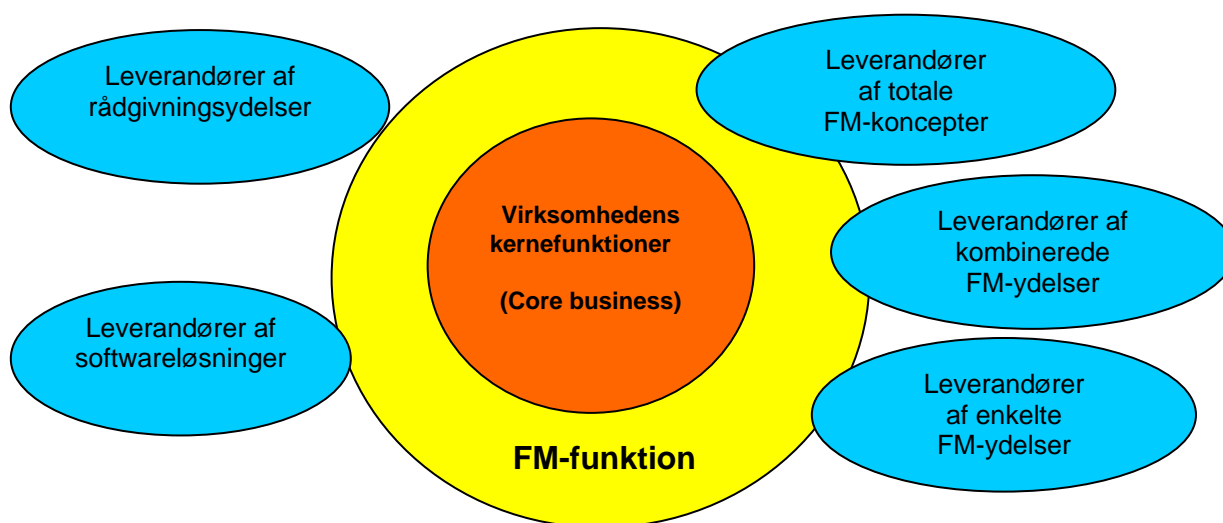 Leverandører af
rådgivningsydelser
Leverandører
af totale
FM-koncepter
Virksomhedens
kernefunktioner
(Core business)
Leverandører af
kombinerede
FM-ydelser
Leverandører af
softwareløsninger
Leverandører
af enkelte
FM-ydelser
FM-funktion